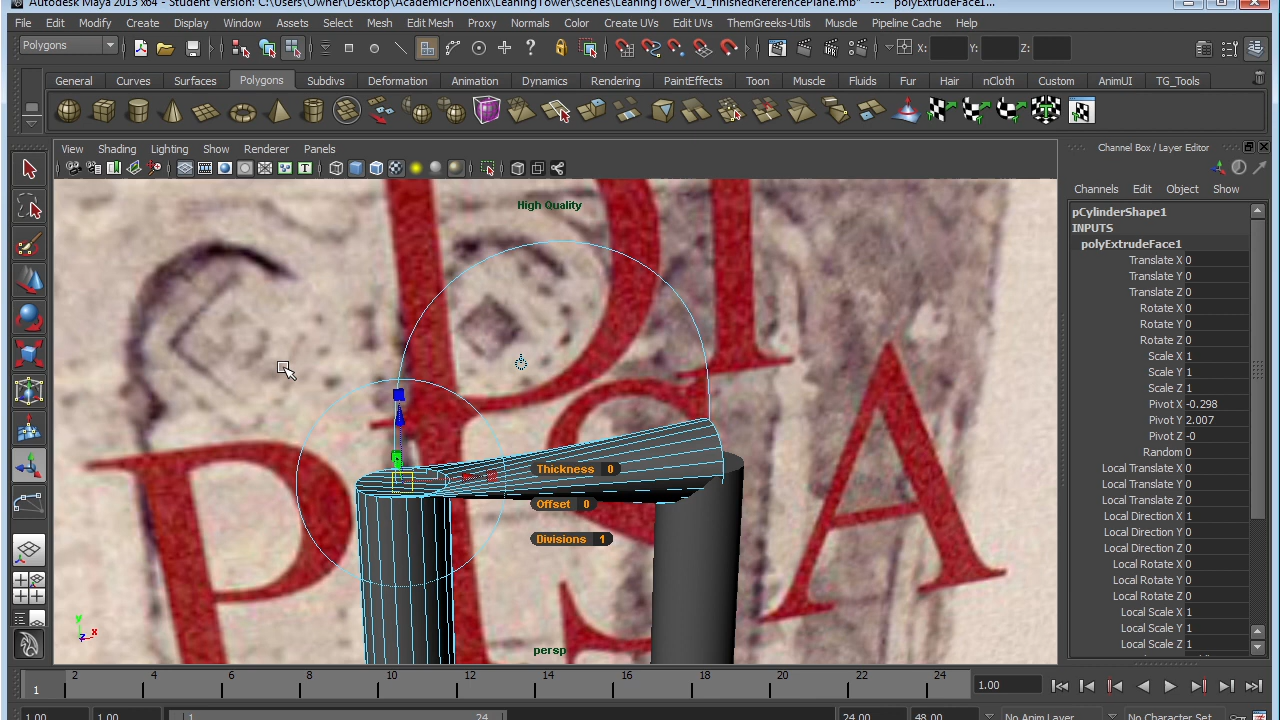 Autodesk Maya 2013 x64 - Student Version: C:\Users\Owner\Desktop\AcademicPhoenix\LeaningTower\scenes\LeaningTower_v1_finishedReferencePlane.mb* --- polyExtrudeFace1...
File Edit Modify Create Display Window Assets Select Mesh Edit Mesh Proxy Normals Color Create UVs Edit UVs TheGreeks-Utils Muscle Pipeline Cache Help
Polygons X: Y: Z:
General Curves Surfaces Polygons Subdivs Deformation Animation Dynamics Rendering PaintEffects Toon Muscle Fluids Fur Hair nCloth Custom AnimUI TG_Tools
View Shading Lighting Show Renderer Panels
Channel Box / Layer Editor
Channels Edit Object Show
High Quality
pCylinderShape1
INPUTS
polyExtrudeFace1
Translate X 0
Translate Y 0
Translate Z 0
Rotate X 0
Rotate Y 0
Rotate Z 0
Scale X 1
Scale Y 1
Scale Z 1
Pivot X -0.298
Pivot Y 2.007
Pivot Z -0
Random 0
Local Translate X 0
Local Translate Y 0
Local Translate Z 0
Local Direction X 1
Local Direction Y 0
Local Direction Z 0
Local Rotate X 0
Local Rotate Y 0
Local Rotate Z 0
Local Scale X 1
Local Scale Y 1
Local Scale Z 1
DI
P S A
Thickness 0
Offset 0
Divisions 1
y
z x
persp
1 2 4 6 8 10 12 14 16 18 20 22 24 1.00
1.00 1.00 1 24 24.00 48.00 No Anim Layer No Character Set